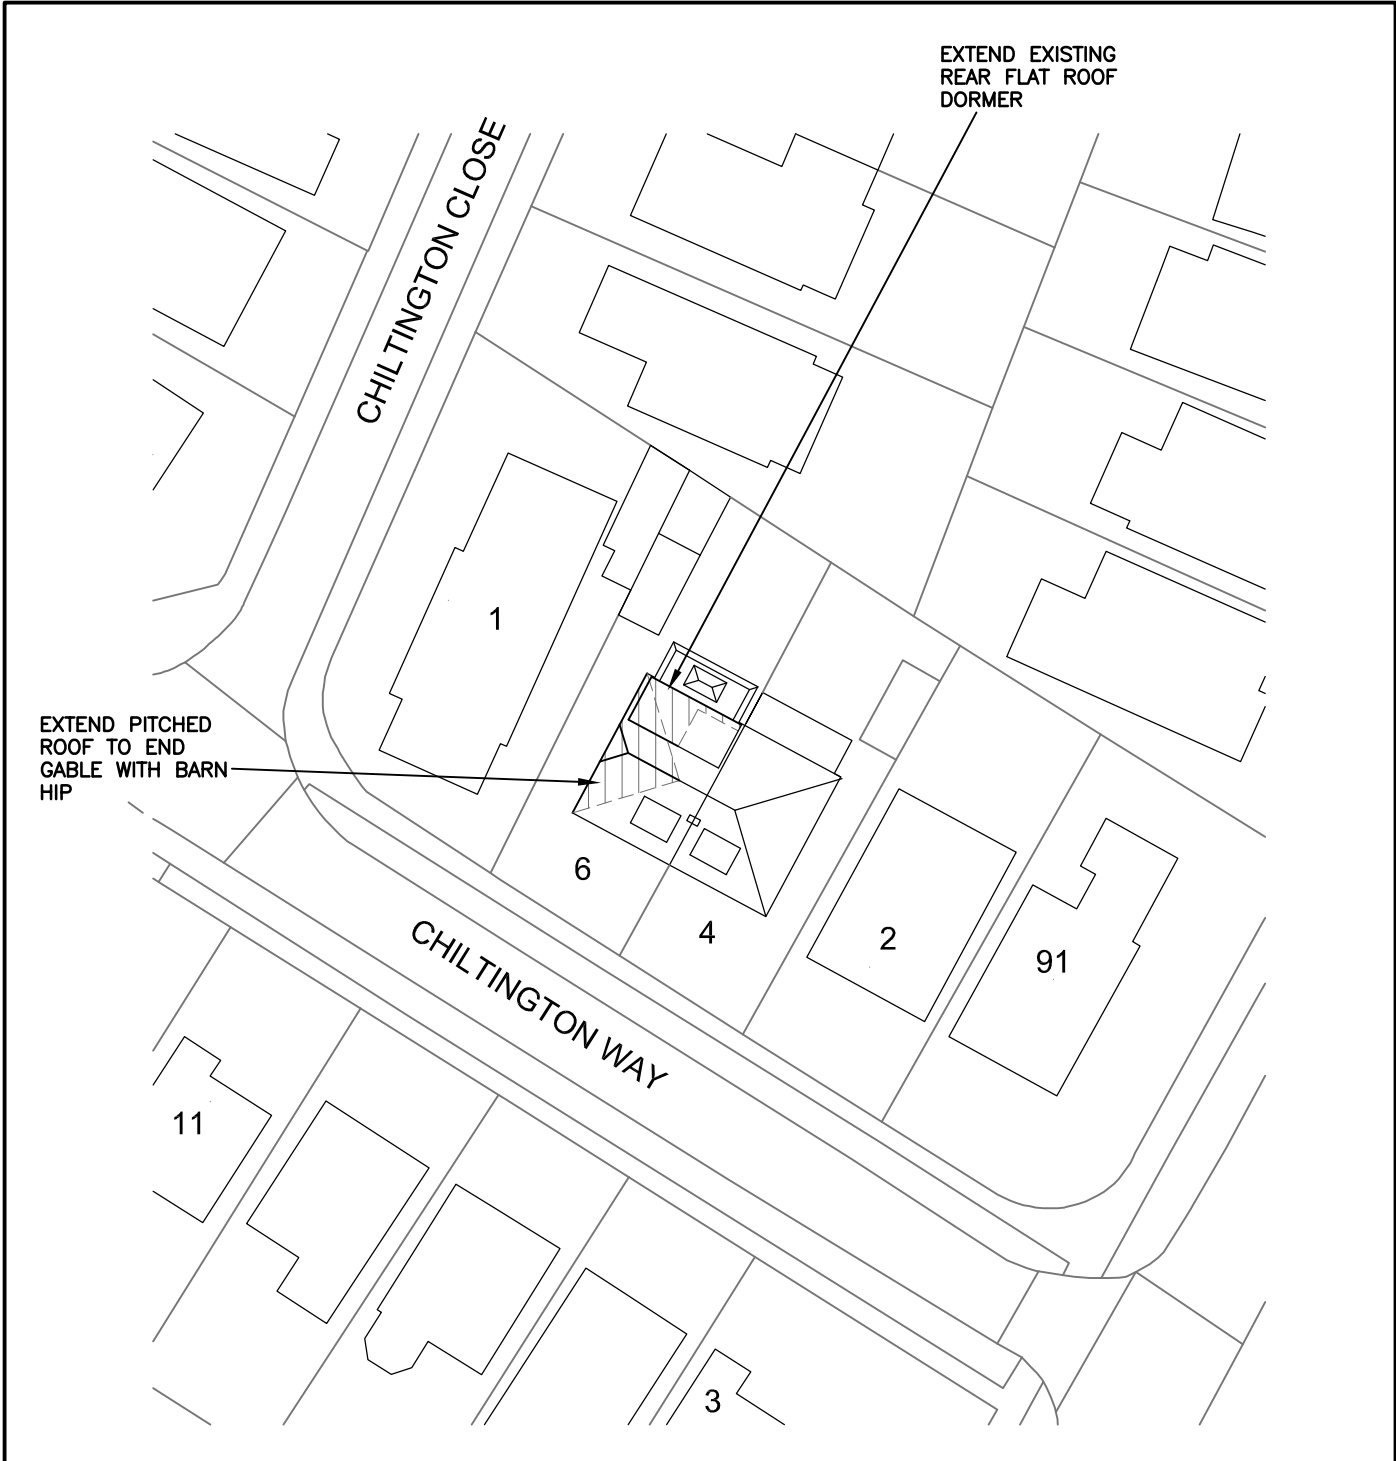 EXTEND EXISTING
REAR FLAT ROOF
DORMER
CHILTINGTON CLOSE
1
EXTEND PITCHED
ROOF TO END
GABLE WITH BARN
HIP
6
4
2
91
CHILTINGTON WAY
11
3